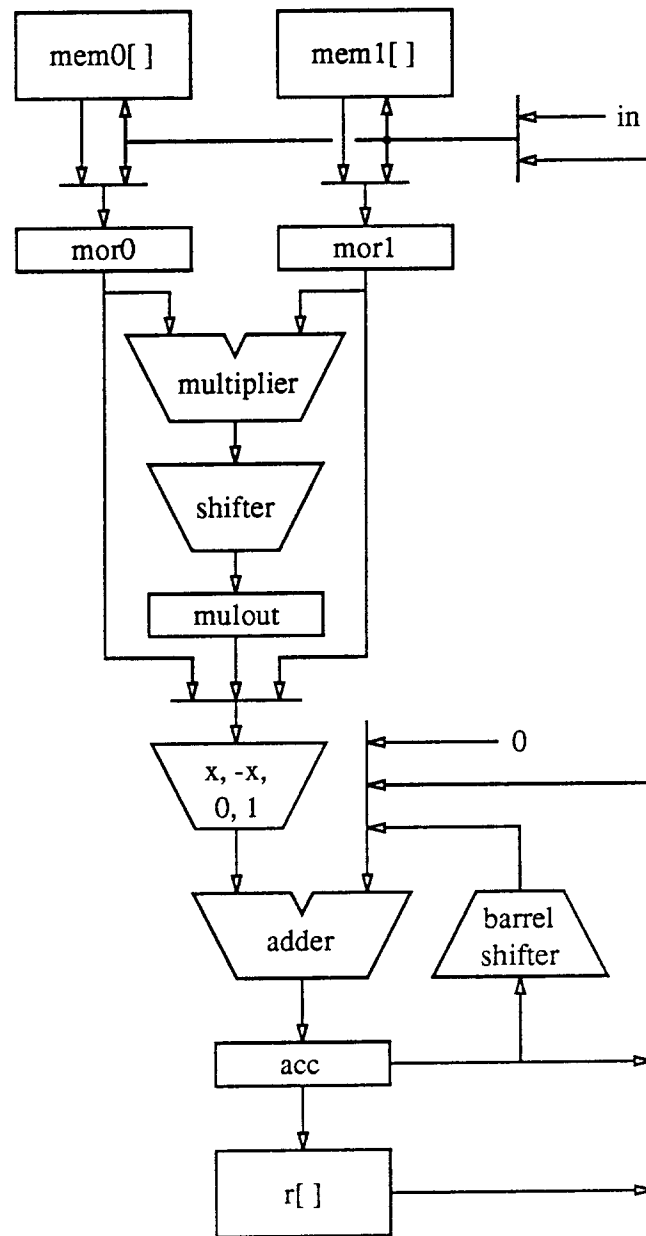 mem0[ ]
mem1[ ]
in
mor0
mor1
multiplier
shifter
mulout
0
x, -x,
0, 1
barrel
shifter
adder
acc
r[ ]